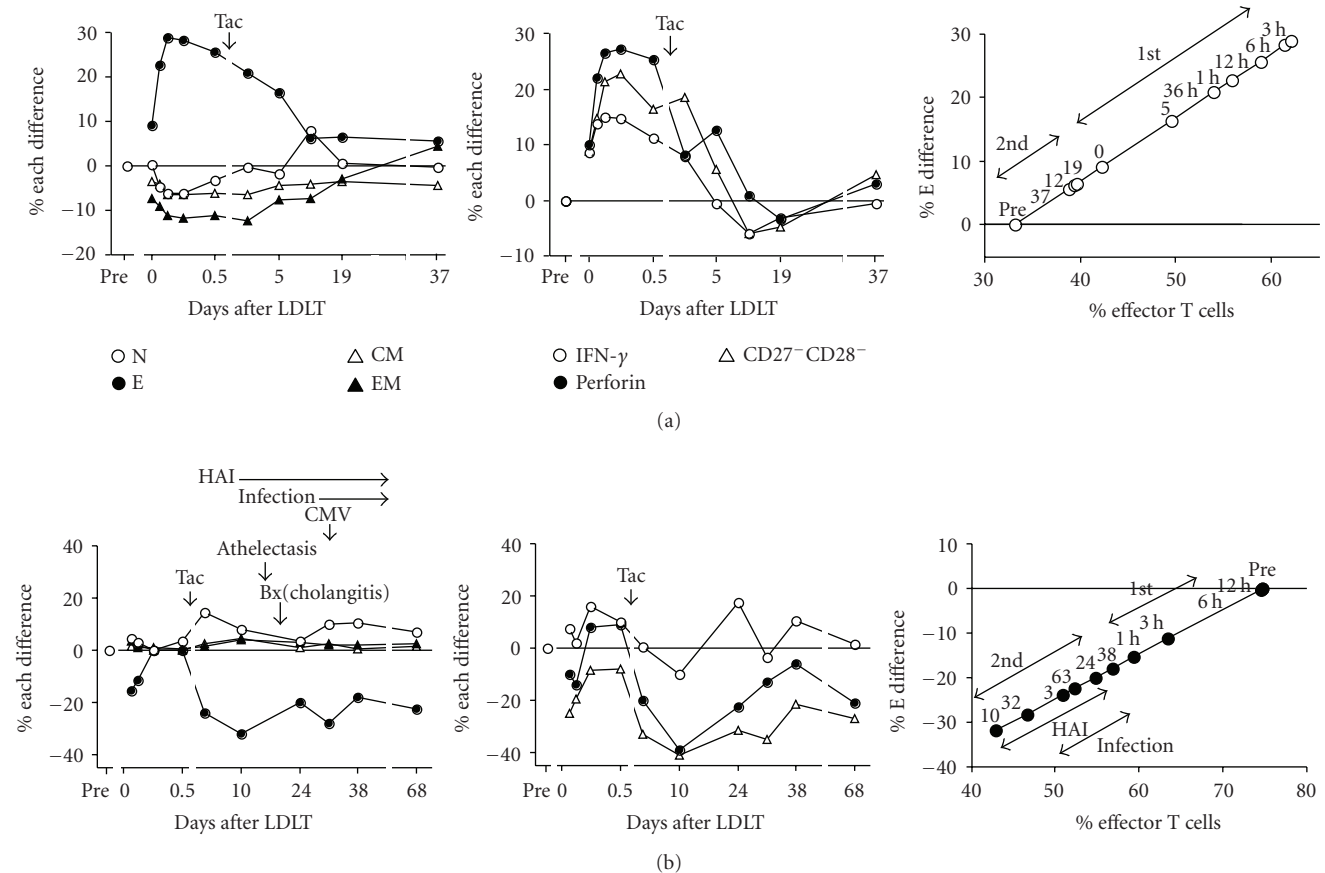 Tac
30
20
10
0
−10
−20
% each difference
Pre 0 0.5 5 19 37
Days after LDLT
N
E
CM
EM
Tac
30
20
10
0
−10
% each difference
Pre 0 0.5 5 19 37
Days after LDLT
IFN-γ
Perforin
CD27⁻CD28⁻
30
20
10
0
% E difference
1st
2nd
3 h
6 h
12 h
1 h
36 h
5
0
19
12
37
Pre
30 40 50 60
% effector T cells
(a)
HAI
Infection
CMV
Athelectasis
Tac
Bx(cholangitis)
40
20
0
−20
−40
% each difference
Pre 0 0.5 10 24 38 68
Days after LDLT
Tac
40
20
0
−20
−40
% each difference
Pre 0 0.5 10 24 38 68
Days after LDLT
10
0
−10
−20
−30
−40
% E difference
Pre
12 h
6 h
1st
3 h
1 h
38
24
2nd
63
3
32
10
HAI
Infection
40 50 60 70 80
% effector T cells
(b)